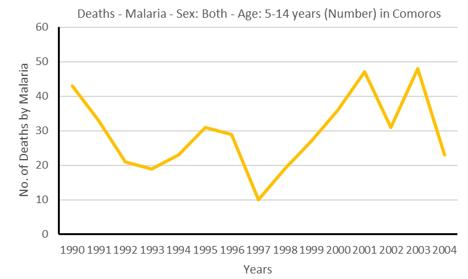 Deaths - Malaria - Sex: Both - Age: 5-14 years (Number) in Comoros
60
50
40
30
20
10
0
No. of Deaths by Malaria
1990 1991 1992 1993 1994 1995 1996 1997 1998 1999 2000 2001 2002 2003 2004
Years